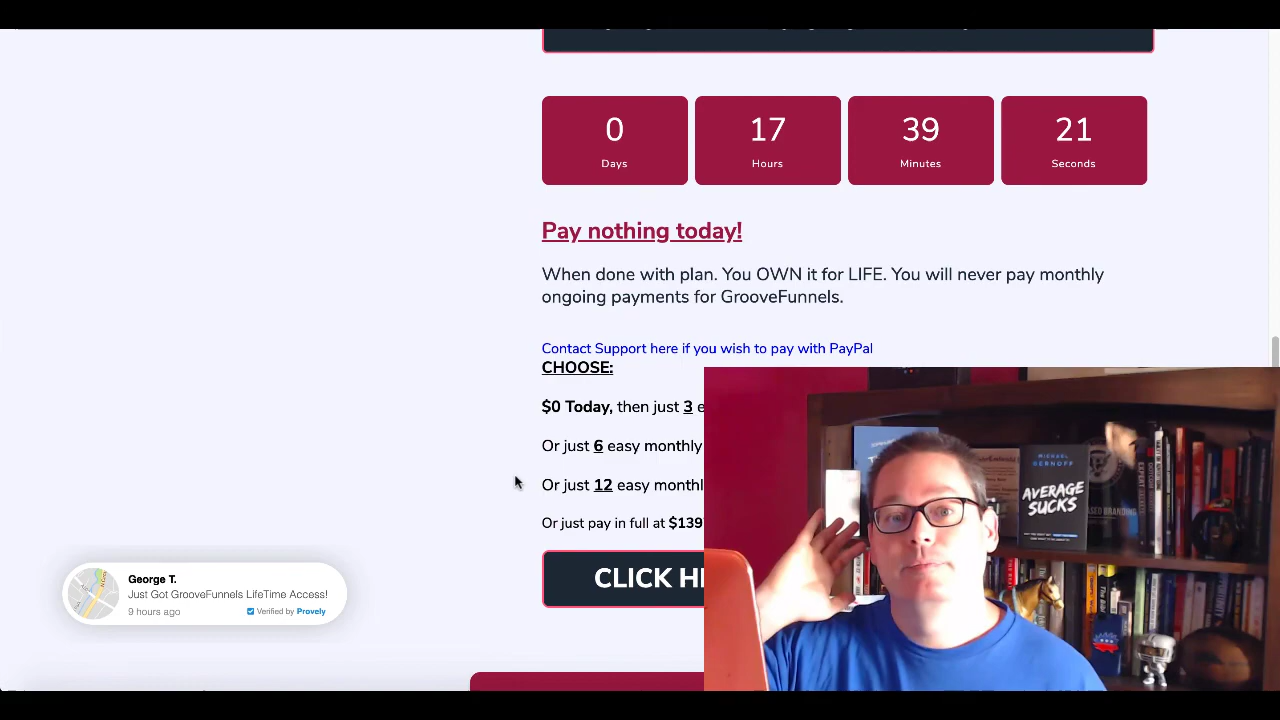 0
Days
17
Hours
39
Minutes
21
Seconds
Pay nothing today!
When done with plan. You OWN it for LIFE. You will never pay monthly
ongoing payments for GrooveFunnels.
Contact Support here if you wish to pay with PayPal
CHOOSE:
$0 Today, then just 3
Or just 6 easy monthly
Or just 12 easy monthl
Or just pay in full at $139
CLICK
George T.
Just Got GrooveFunnels LifeTime Access!
9 hours ago
Verified by Provely
MICHAEL
BERNOFF
AVERAGE
SUCKS